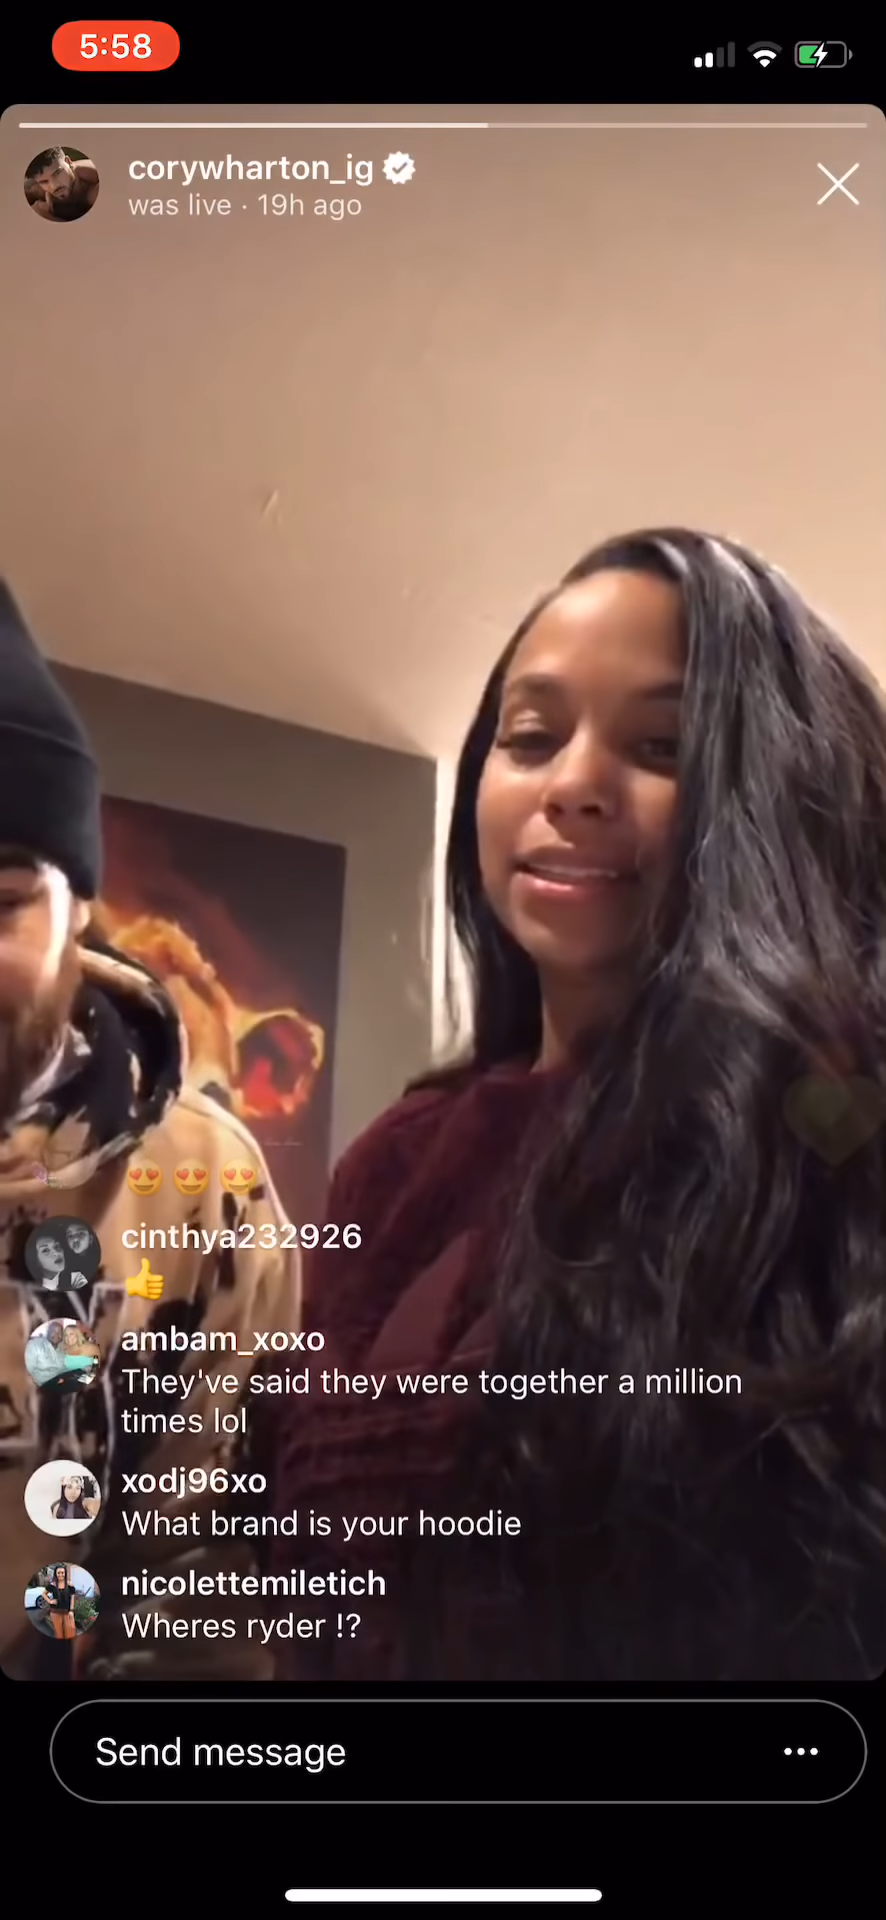 5:58
corywharton_ig
was live · 19h ago
😍😍😍
cinthya232926
👍
ambam_xoxo
They've said they were together a million
times lol
xodj96xo
What brand is your hoodie
nicolettemiletich
Wheres ryder !?
Send message